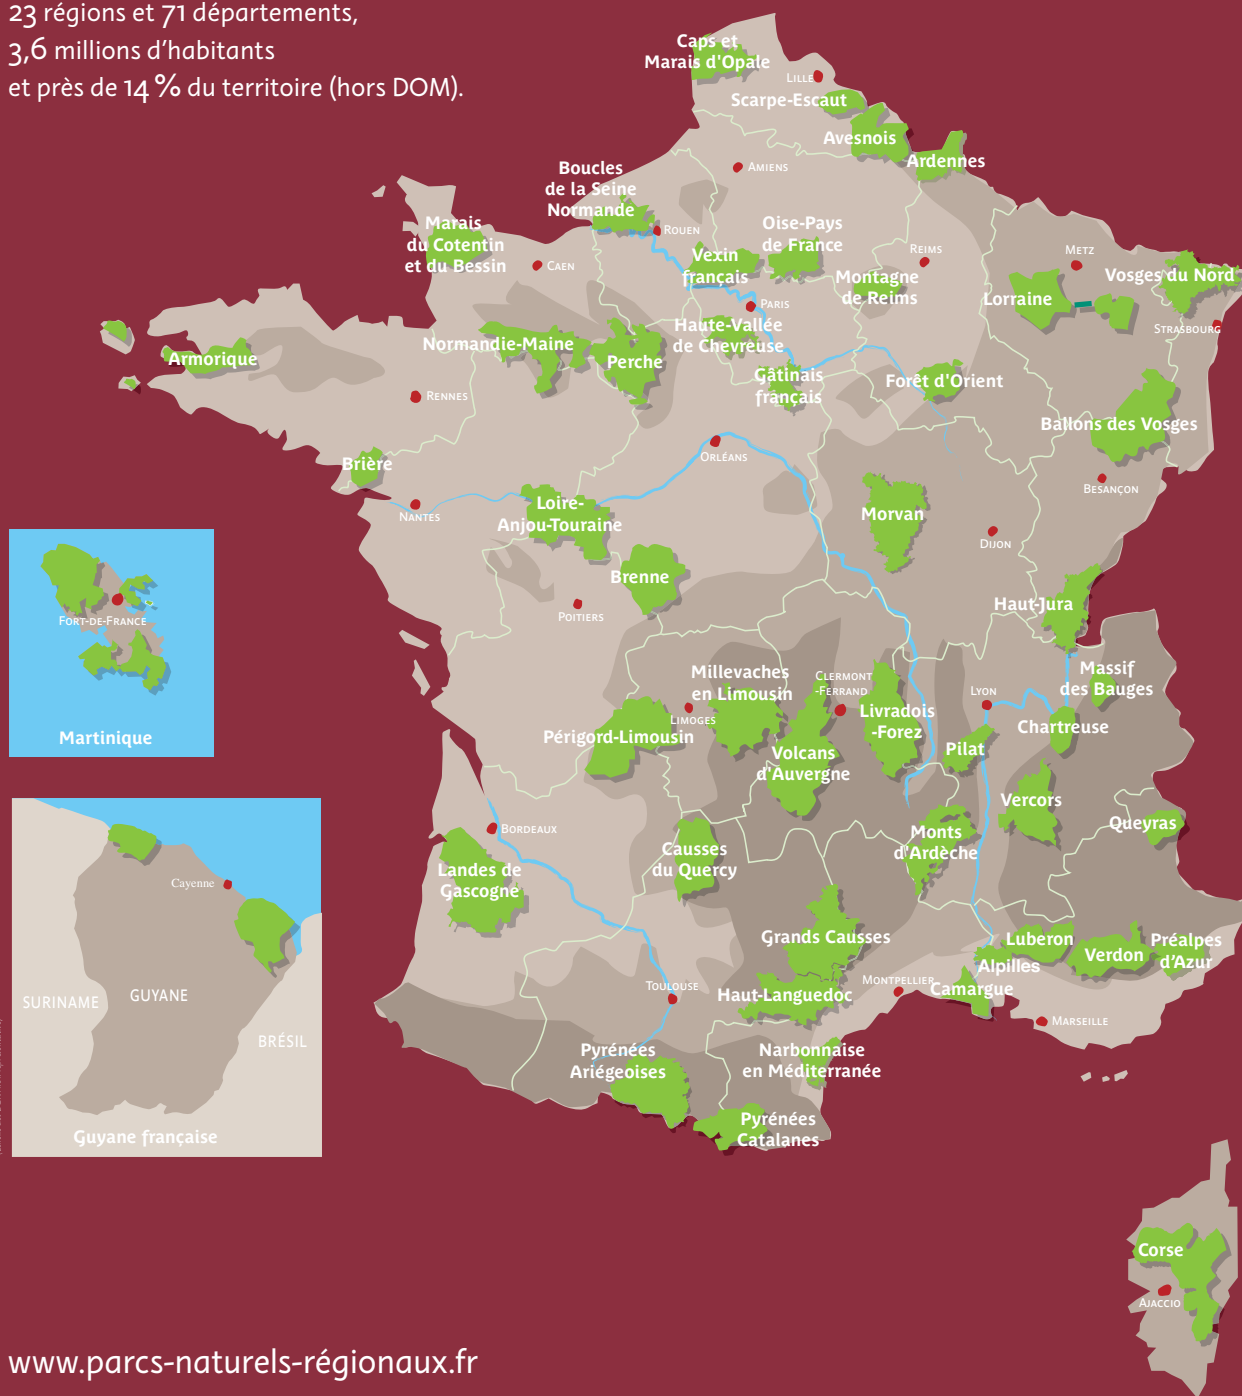 23 régions et 71 départements,
3,6 millions d’habitants
et près de 14 % du territoire (hors DOM).
Caps et
Marais d'Opale
Lille
Scarpe-Escaut
Avesnois
Ardennes
Amiens
Boucles
de la Seine
Normande
Rouen
Marais
du Cotentin
et du Bessin
Caen
Oise-Pays
de France
Vexin
français
Reims
Montagne
de Reims
Metz
Lorraine
Vosges du Nord
Strasbourg
Paris
Haute-Vallée
de Chevreuse
Normandie-Maine
Perche
Armorique
Rennes
Gâtinais
français
Forêt d'Orient
Ballons des Vosges
Besançon
Orléans
Brière
Nantes
Loire-
Anjou-Touraine
Morvan
Dijon
Brenne
Poitiers
Haut-Jura
Fort-de-France
Martinique
Millevaches
en Limousin
Limoges
Clermont
-Ferrand
Livradois
-Forez
Lyon
Massif
des Bauges
Chartreuse
Périgord-Limousin
Volcans
d'Auvergne
Pilat
Vercors
Queyras
Bordeaux
Causses
du Quercy
Monts
d'Ardèche
Landes de
Gascogne
Cayenne
SURINAME
GUYANE
BRÉSIL
Guyane française
Grands Causses
Luberon
Alpilles
Verdon
Préalpes
d’Azur
Toulouse
Haut-Languedoc
Montpellier
Camargue
Marseille
Pyrénées
Ariégeoises
Narbonnaise
en Méditerranée
Pyrénées
Catalanes
Corse
Ajaccio
www.parcs-naturels-régionaux.fr